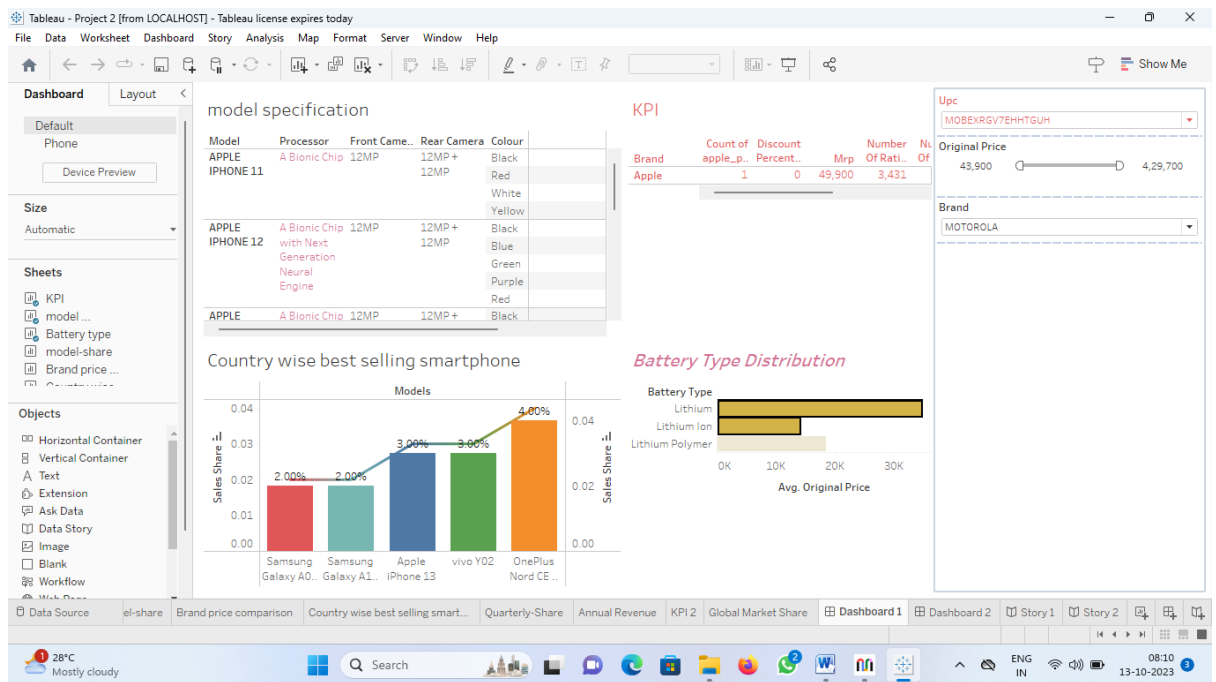 Tableau - Project 2 [from LOCALHOST] - Tableau license expires today
File Data Worksheet Dashboard Story Analysis Map Format Server Window Help
Show Me
Dashboard Layout
Default
Phone
Device Preview
Size
Automatic
Sheets
KPI
model ...
Battery type
model-share
Brand price ...
Objects
Horizontal Container
Vertical Container
Text
Extension
Ask Data
Data Story
Image
Blank
Workflow
model specification
Model Processor Front Came.. Rear Camera Colour
APPLE IPHONE 11 A Bionic Chip 12MP 12MP + 12MP Black
Red
White
Yellow
APPLE IPHONE 12 A Bionic Chip with Next Generation Neural Engine 12MP 12MP + 12MP Black
Blue
Green
Purple
Red
APPLE A Bionic Chip 12MP 12MP + Black
KPI
Brand Count of apple_p.. Discount Percent.. Mrp Number Of Rati.. Nu Of
Apple 1 0 49,900 3,431
Upc
MOBEXRGV7EHHTGUH
Original Price
43,900 4,29,700
Brand
MOTOROLA
Country wise best selling smartphone
Models
Sales Share
0.04
0.03
0.02
0.01
0.00
2.00% 2.00% 3.00% 3.00% 4.00%
0.04
0.02
0.00
Sales Share
Samsung Galaxy A0.. Samsung Galaxy A1.. Apple iPhone 13 vivo Y02 OnePlus Nord CE ..
Battery Type Distribution
Battery Type
Lithium
Lithium Ion
Lithium Polymer
0K 10K 20K 30K
Avg. Original Price
Data Source el-share Brand price comparison Country wise best selling smart... Quarterly-Share Annual Revenue KPI 2 Global Market Share Dashboard 1 Dashboard 2 Story 1 Story 2
1
28°C
Mostly cloudy
Search
2
ENG
IN
08:10
13-10-2023
3